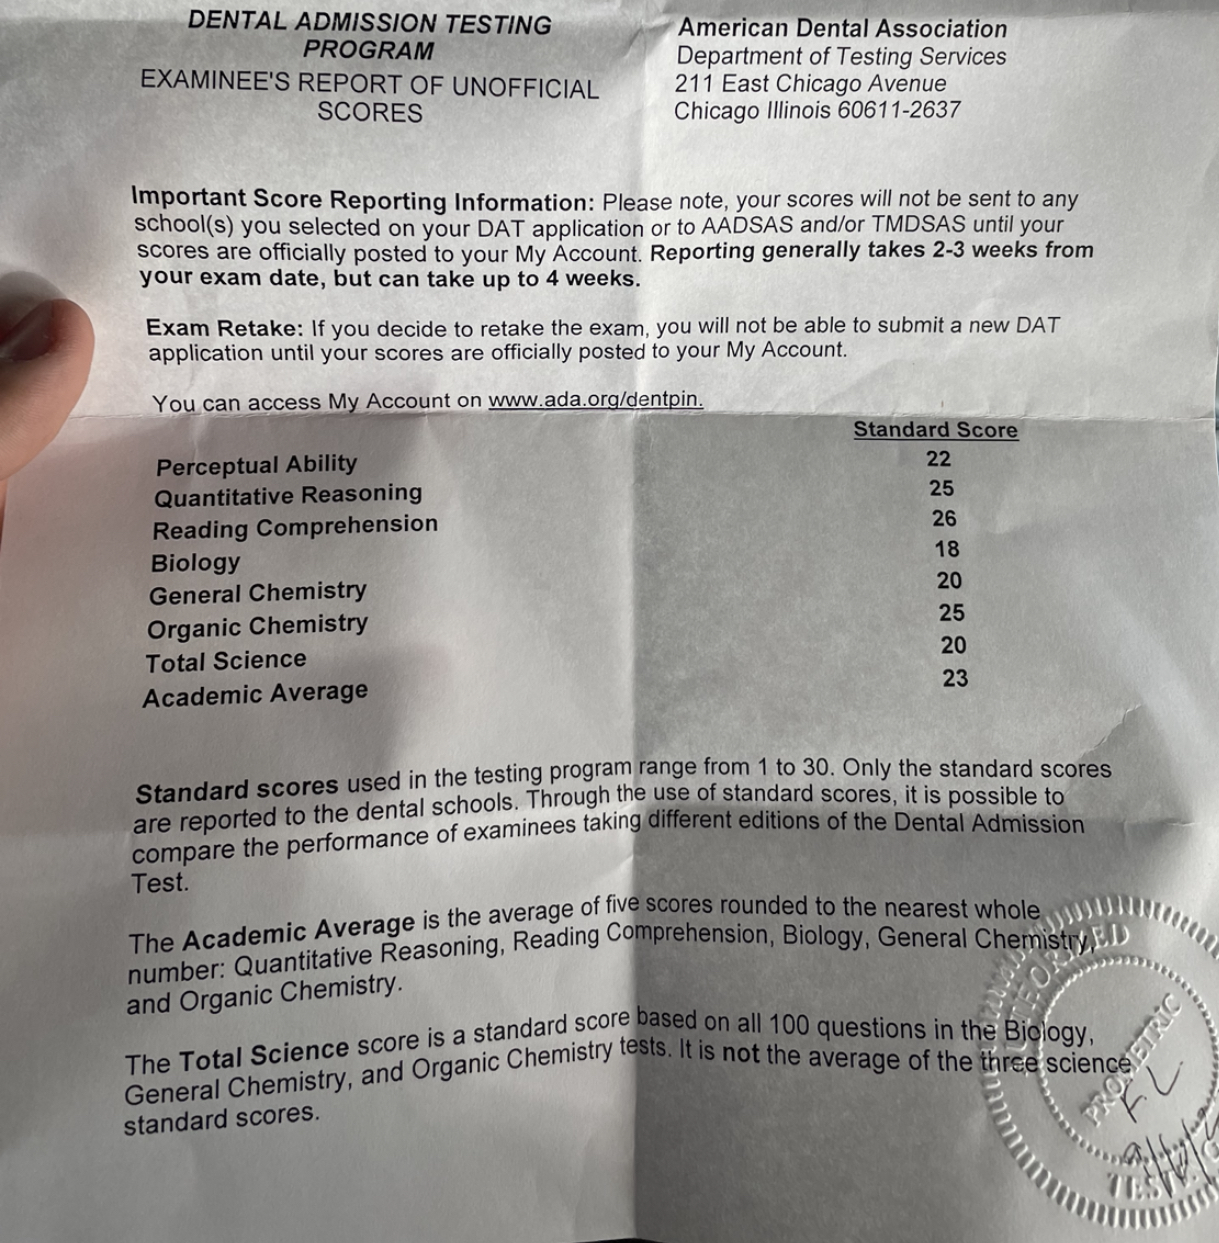 DENTAL ADMISSION TESTING
PROGRAM
EXAMINEE'S REPORT OF UNOFFICIAL
SCORES
American Dental Association
Department of Testing Services
211 East Chicago Avenue
Chicago Illinois 60611-2637
Important Score Reporting Information: Please note, your scores will not be sent to any
school(s) you selected on your DAT application or to AADSAS and/or TMDSAS until your
scores are officially posted to your My Account. Reporting generally takes 2-3 weeks from
your exam date, but can take up to 4 weeks.
Exam Retake: If you decide to retake the exam, you will not be able to submit a new DAT
application until your scores are officially posted to your My Account.
You can access My Account on www.ada.org/dentpin.
Standard Score
Perceptual Ability 22
Quantitative Reasoning 25
Reading Comprehension 26
Biology 18
General Chemistry 20
Organic Chemistry 25
Total Science 20
Academic Average 23
Standard scores used in the testing program range from 1 to 30. Only the standard scores
are reported to the dental schools. Through the use of standard scores, it is possible to
compare the performance of examinees taking different editions of the Dental Admission
Test.
The Academic Average is the average of five scores rounded to the nearest whole
number: Quantitative Reasoning, Reading Comprehension, Biology, General Chemistry,
and Organic Chemistry.
The Total Science score is a standard score based on all 100 questions in the Biology,
General Chemistry, and Organic Chemistry tests. It is not the average of the three science
standard scores.
PROMETRIC